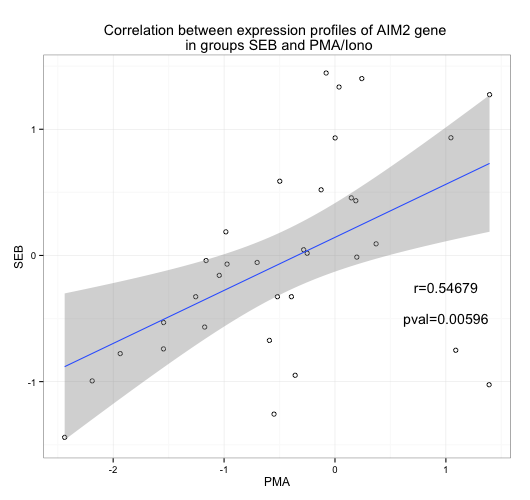 Correlation between expression profiles of AIM2 gene
in groups SEB and PMA/Iono
1
0
-1
SEB
r=0.54679
pval=0.00596
-2
-1
0
1
PMA